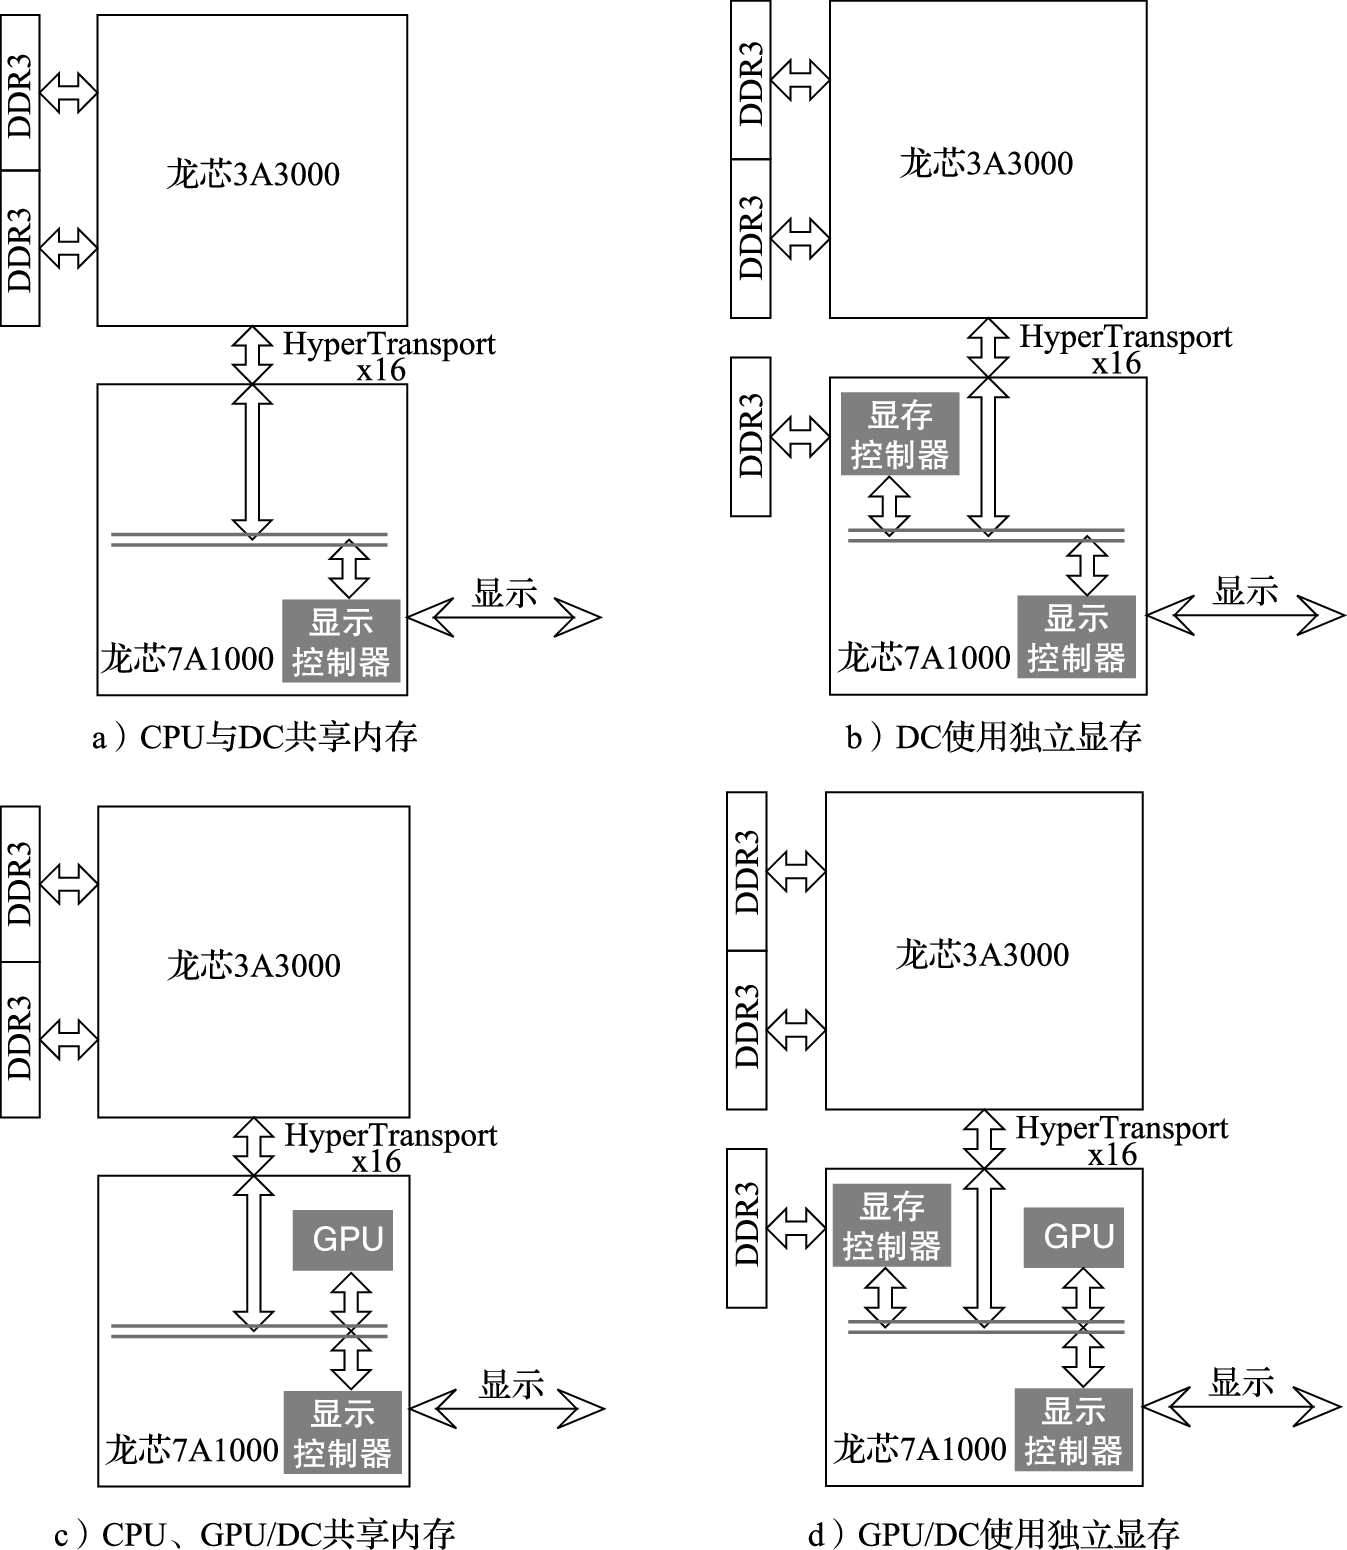 DDR3
DDR3
龙芯3A3000
HyperTransport
x16
显示
控制器
龙芯7A1000
显示
a）CPU与DC共享内存
DDR3
DDR3
龙芯3A3000
HyperTransport
x16
DDR3
显存
控制器
显示
控制器
龙芯7A1000
显示
b）DC使用独立显存
DDR3
DDR3
龙芯3A3000
HyperTransport
x16
GPU
显示
控制器
龙芯7A1000
显示
c）CPU、GPU/DC共享内存
DDR3
DDR3
龙芯3A3000
HyperTransport
x16
DDR3
显存
控制器
GPU
显示
控制器
龙芯7A1000
显示
d）GPU/DC使用独立显存